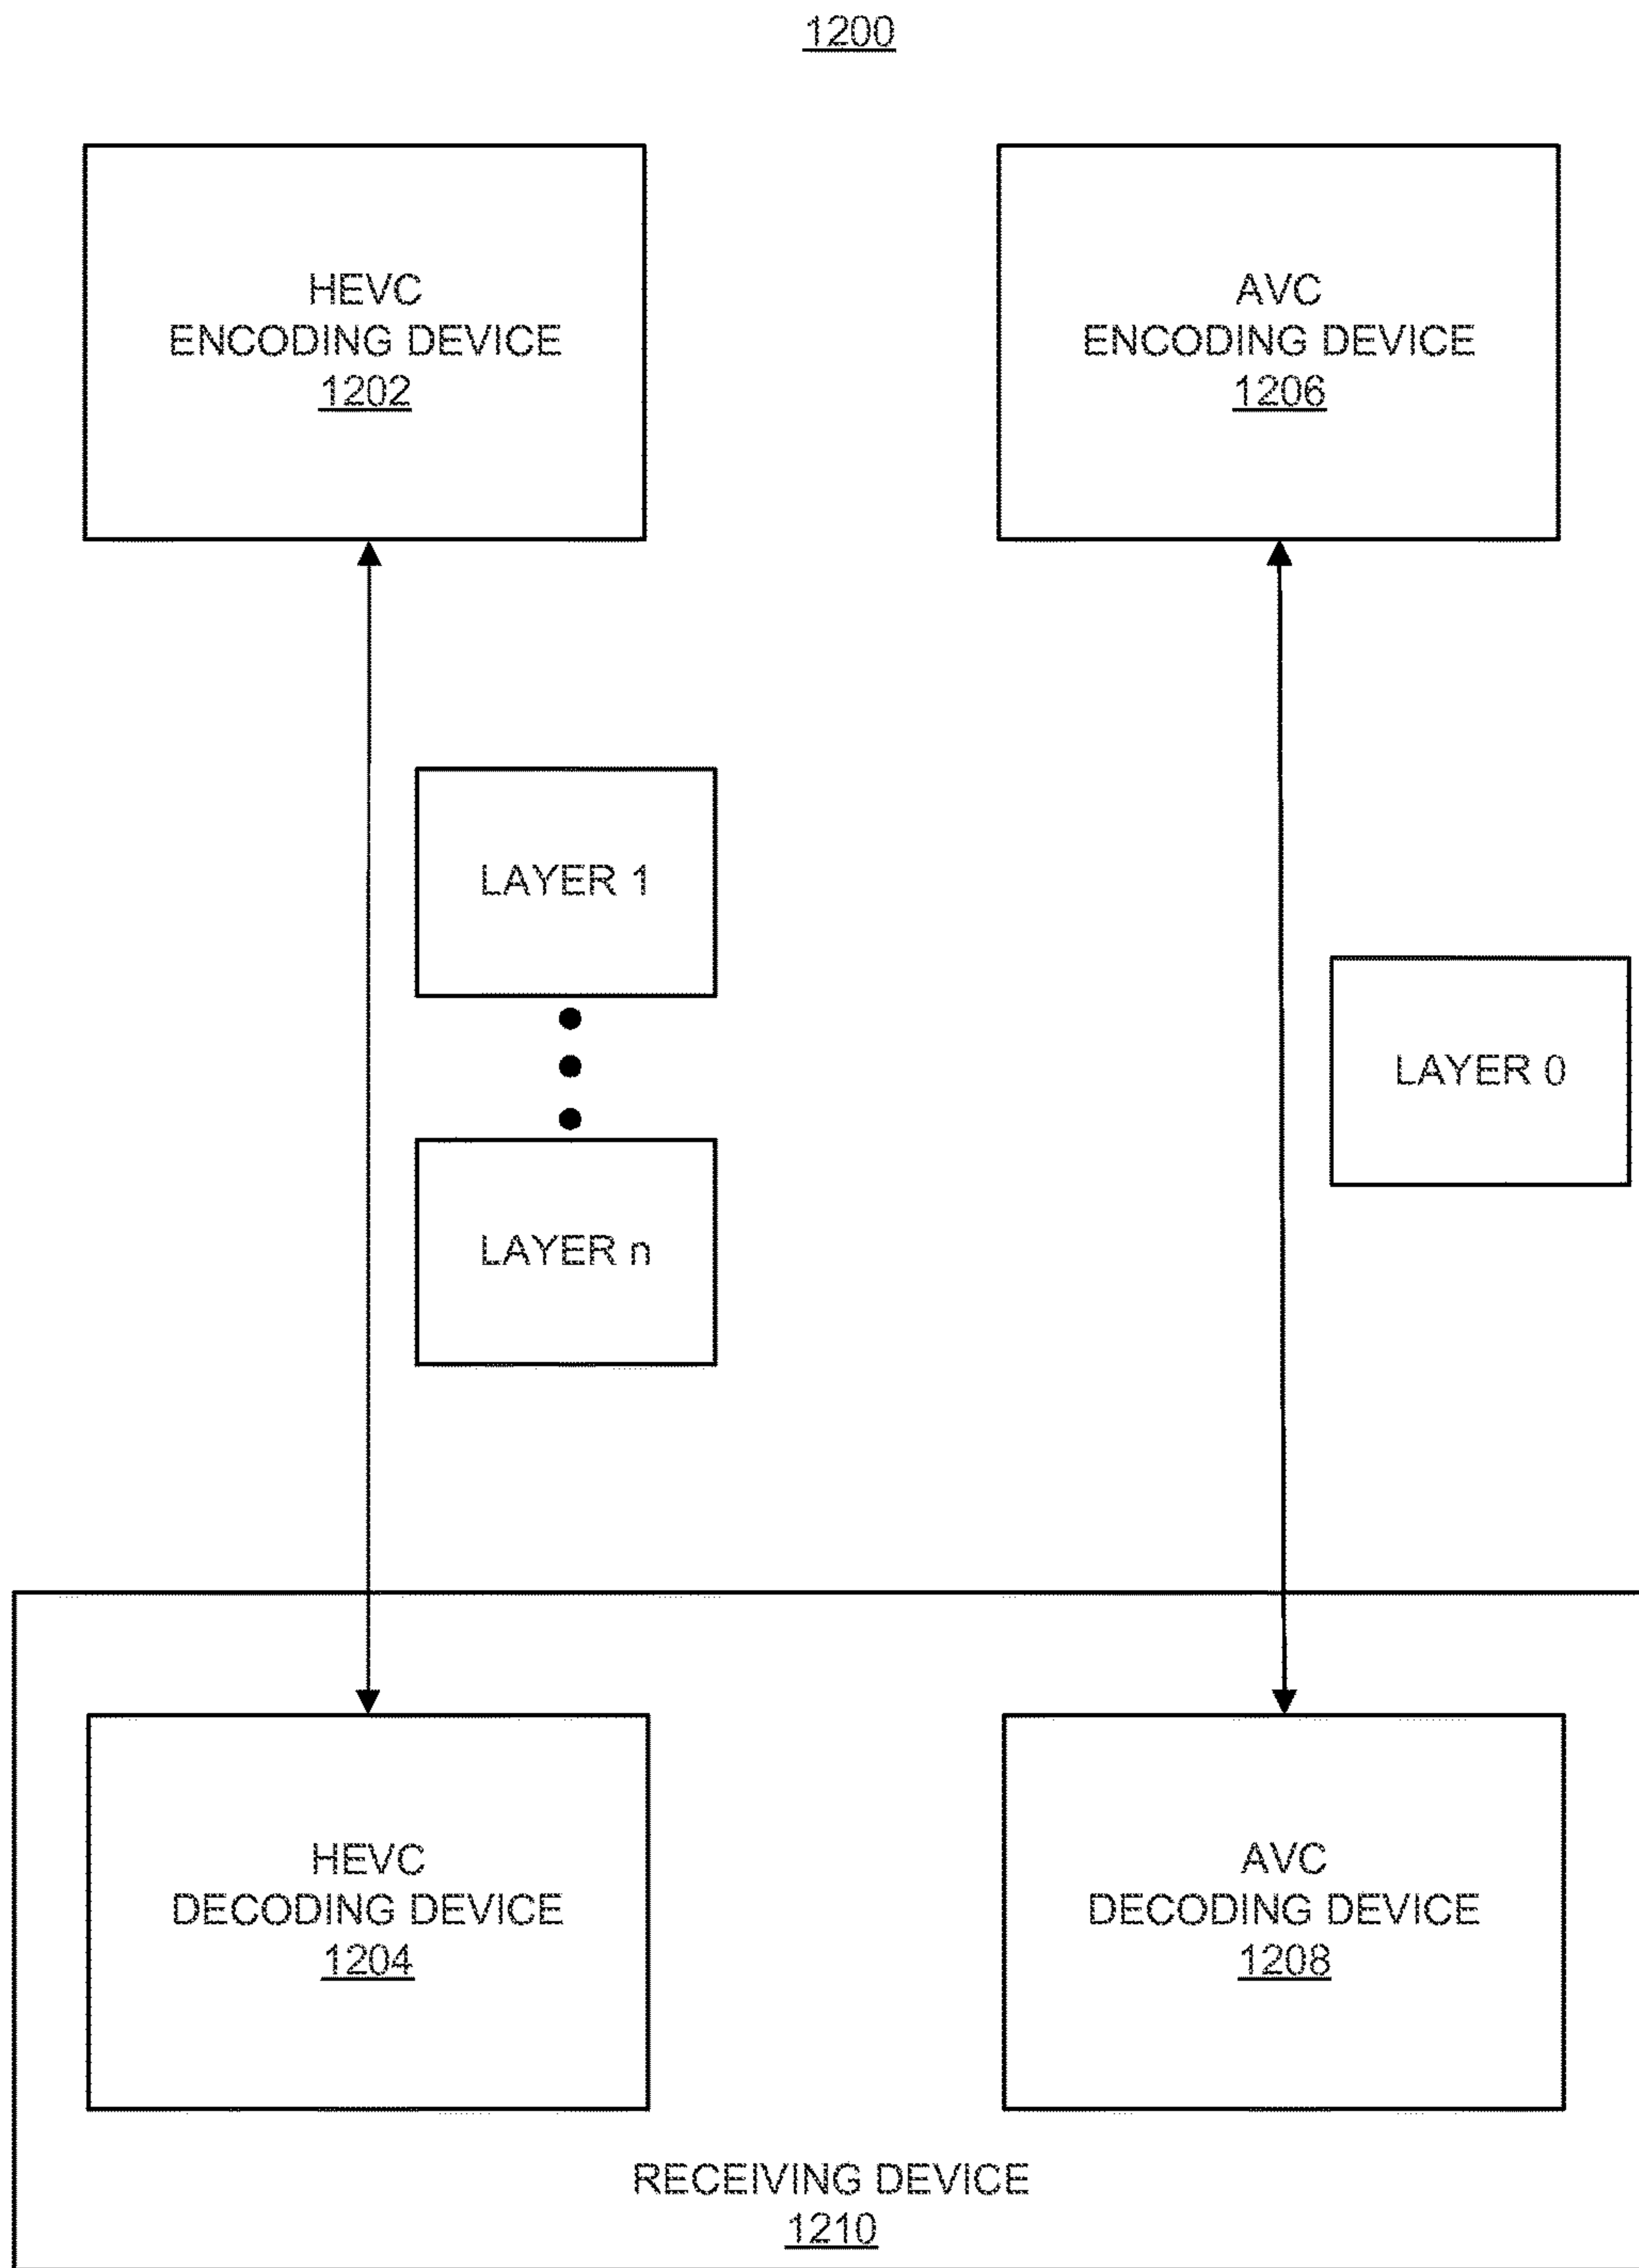 1200
HEVC
ENCODING DEVICE
1202
AVC
ENCODING DEVICE
1206
LAYER 1
LAYER 0
LAYER n
HEVC
DECODING DEVICE
1204
AVC
DECODING DEVICE
1208
RECEIVING DEVICE
1210